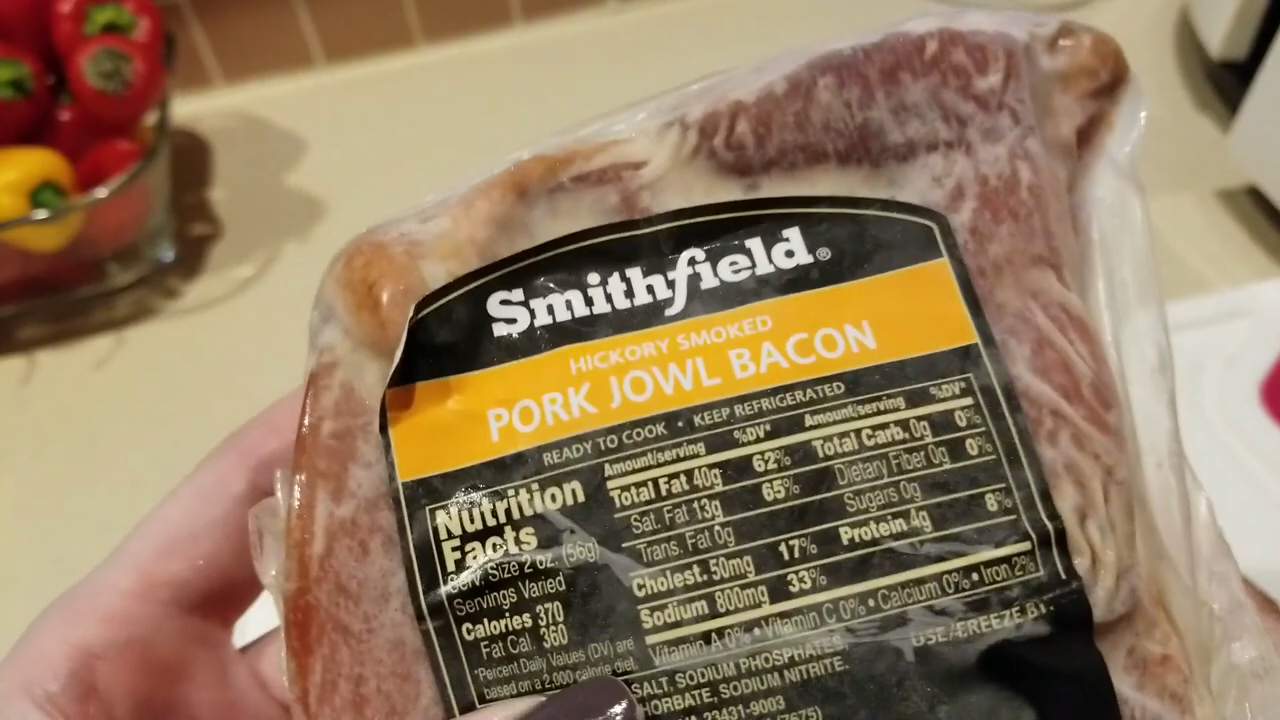 Smithfield®
HICKORY SMOKED
PORK JOWL BACON
READY TO COOK • KEEP REFRIGERATED
Nutrition
Facts
Serv. Size 2 oz. (56g)
Servings Varied
Calories 370
Fat Cal. 360
*Percent Daily Values (DV) are
based on a 2,000 calorie diet.
Amount/serving %DV*
Total Fat 40g 62%
Sat. Fat 13g 65%
Trans. Fat 0g
Cholest. 50mg 17%
Sodium 800mg 33%
Amount/serving %DV*
Total Carb. 0g 0%
Dietary Fiber 0g 0%
Sugars 0g
Protein 4g 8%
Vitamin A 0% • Vitamin C 0% • Calcium 0% • Iron 2%
USE/FREEZE BY:
SALT, SODIUM PHOSPHATES,
SODIUM NITRITE.
23431-9003
(7675)